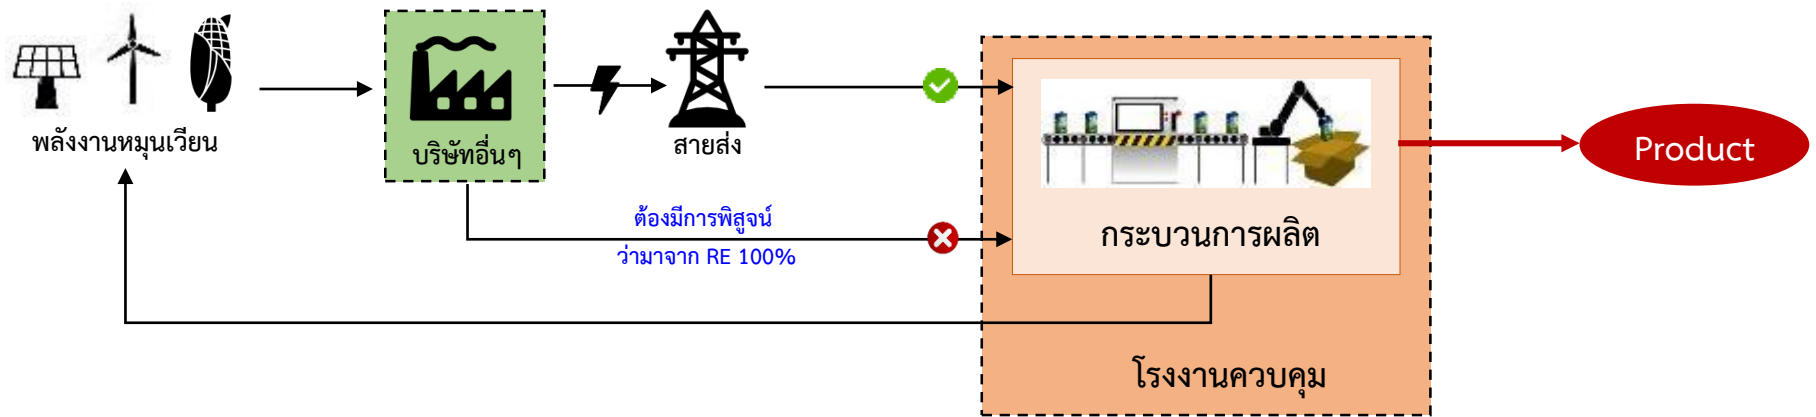 พลังงานหมุนเวียน
บริษัทอื่นๆ
สายส่ง
ต้องมีการพิสูจน์
ว่ามาจาก RE 100%
กระบวนการผลิต
โรงงานควบคุม
Product